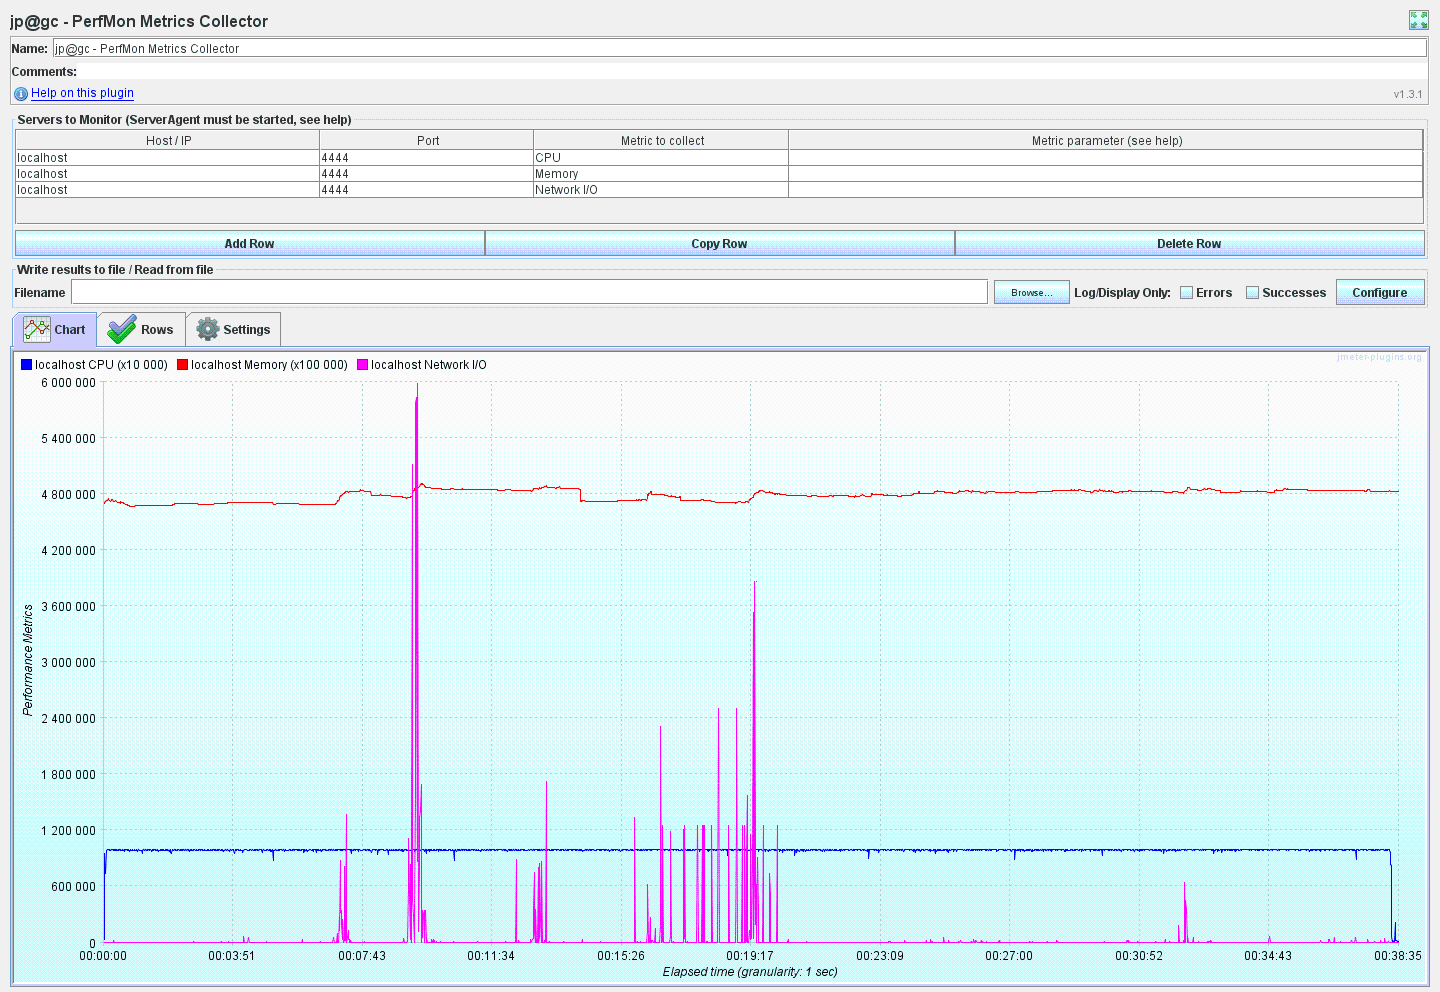 jp@gc - PerfMon Metrics Collector
Name: jp@gc - PerfMon Metrics Collector
Comments:
Help on this plugin
v1.3.1
Servers to Monitor (ServerAgent must be started, see help)
Host / IP Port Metric to collect Metric parameter (see help)
localhost 4444 CPU
localhost 4444 Memory
localhost 4444 Network I/O
Add Row Copy Row Delete Row
Write results to file / Read from file
Filename Browse... Log/Display Only: Errors Successes Configure
Chart Rows Settings
localhost CPU (x10 000) localhost Memory (x100 000) localhost Network I/O
jmeter-plugins.org
6 000 000
5 400 000
4 800 000
4 200 000
3 600 000
3 000 000
2 400 000
1 800 000
1 200 000
600 000
0
Performance Metrics
00:00:00 00:03:51 00:07:43 00:11:34 00:15:26 00:19:17 00:23:09 00:27:00 00:30:52 00:34:43 00:38:35
Elapsed time (granularity: 1 sec)